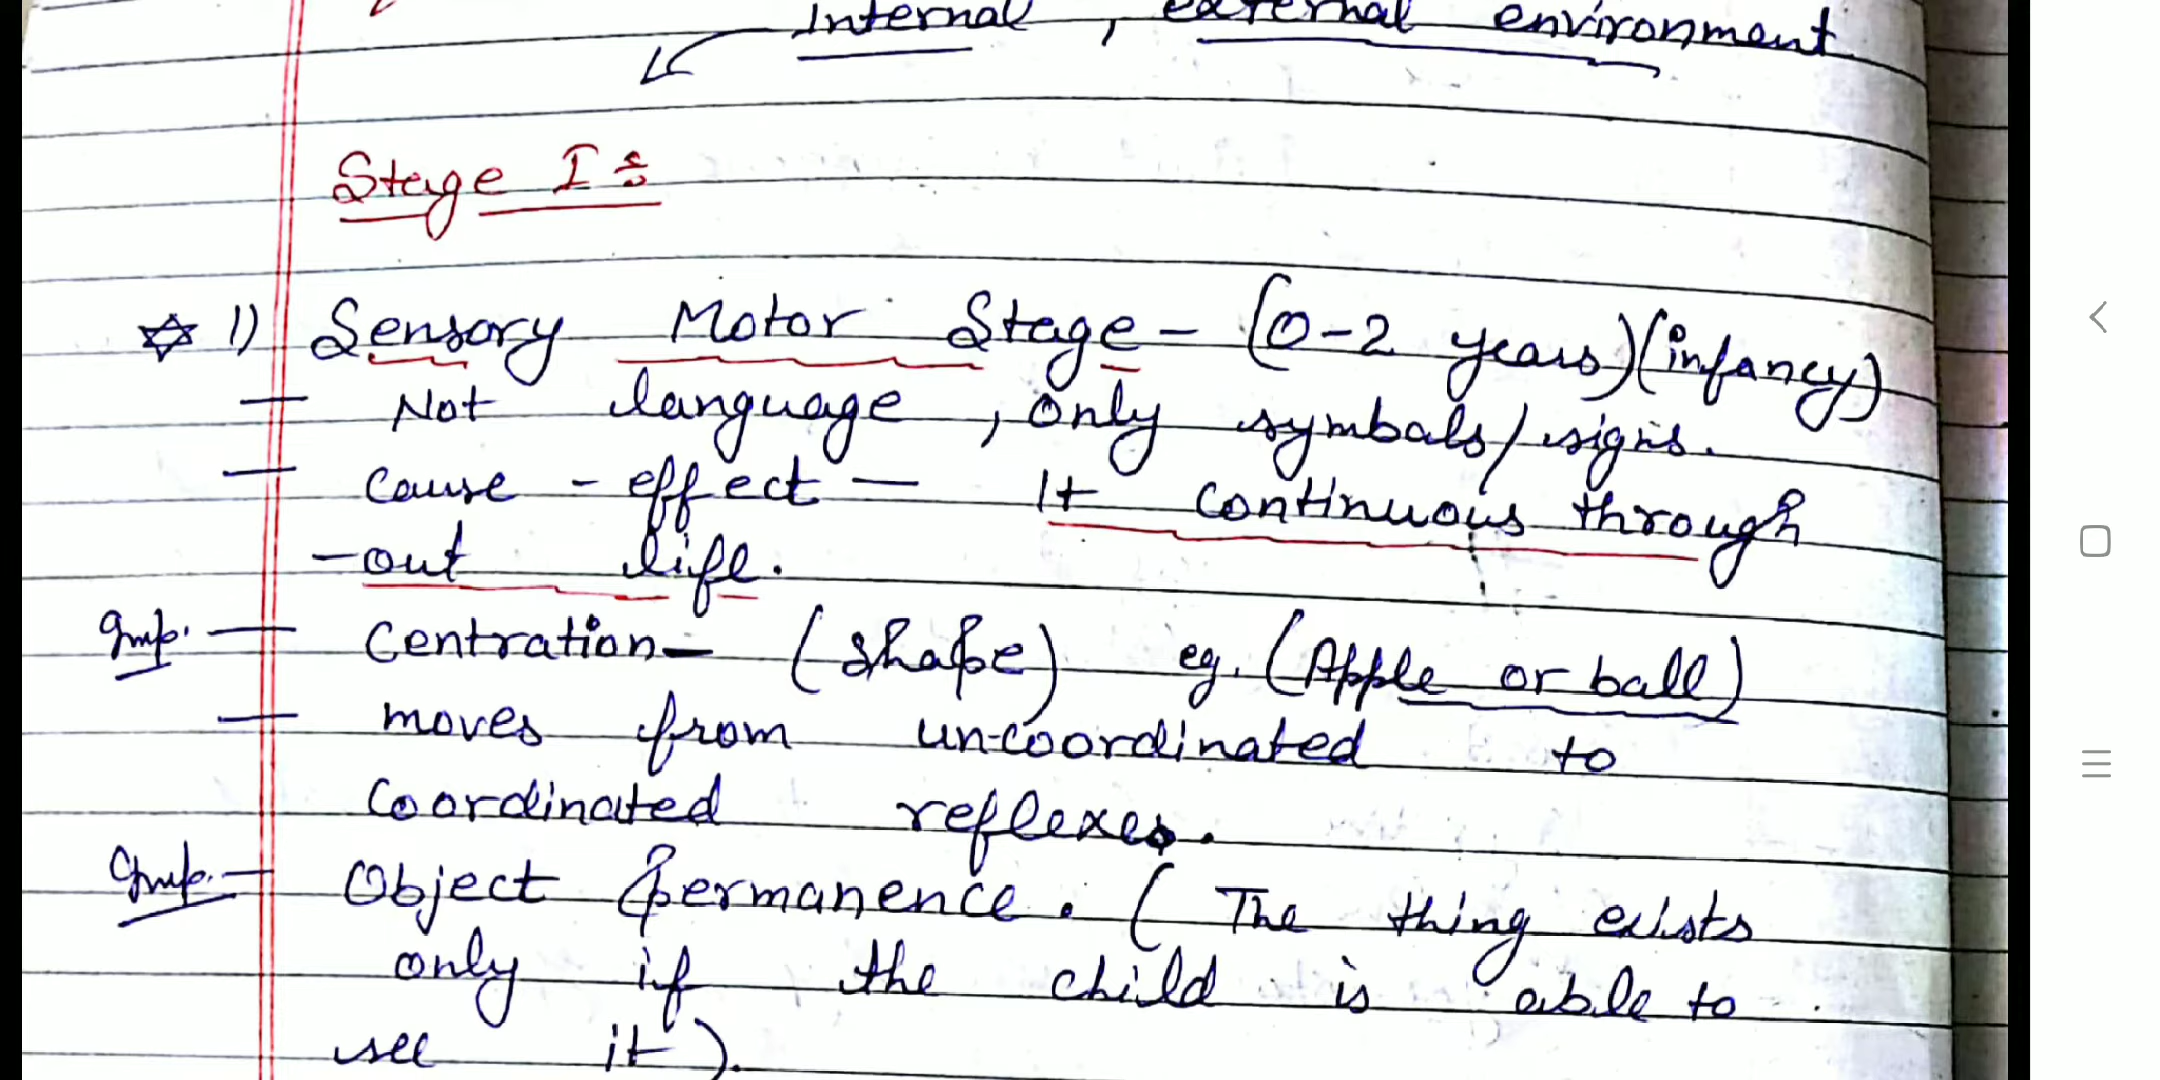 Internal, external environment
Stage I :
1) Sensory Motor Stage - (0-2 years) (infancy)
- Not language, only symbols/signs.
- Cause - effect - It continuous through
-out life.
Imp. - Centration - (shape) eg. (Apple or ball)
- moves from un-coordinated to
coordinated reflexes.
Imp. - Object permanence. (The thing exists
only if the child is able to
see it).